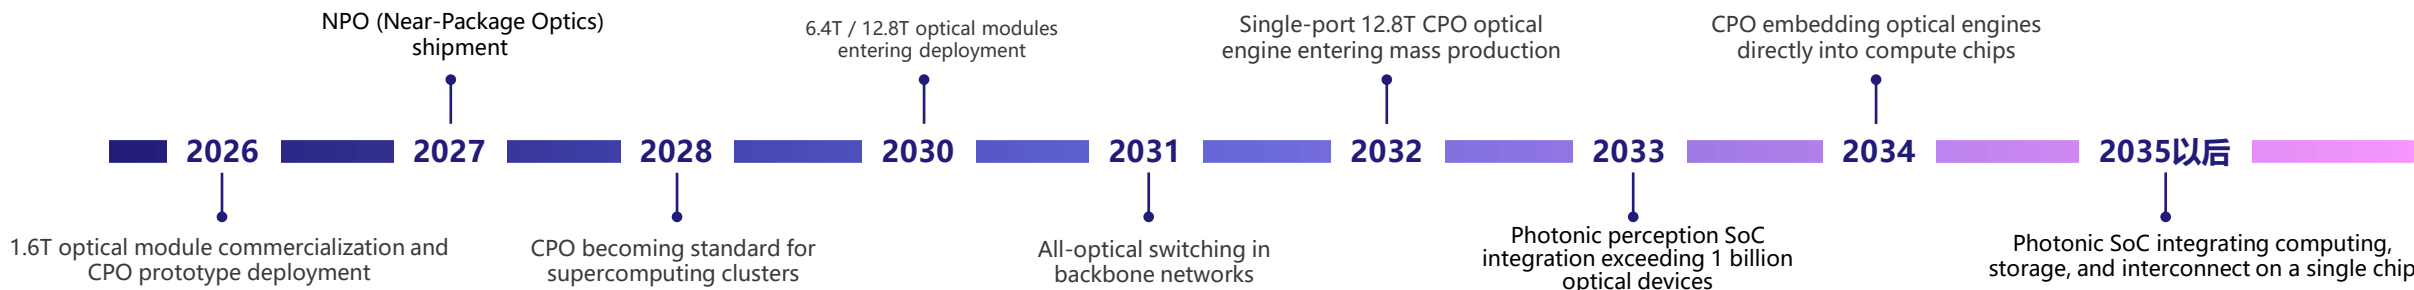 NPO (Near-Package Optics)
shipment
6.4T / 12.8T optical modules
entering deployment
Single-port 12.8T CPO optical
engine entering mass production
CPO embedding optical engines
directly into compute chips
2026
2027
2028
2030
2031
2032
2033
2034
2035以后
1.6T optical module commercialization and
CPO prototype deployment
CPO becoming standard for
supercomputing clusters
All-optical switching in
backbone networks
Photonic perception SoC
integration exceeding 1 billion
optical devices
Photonic SoC integrating computing,
storage, and interconnect on a single chip